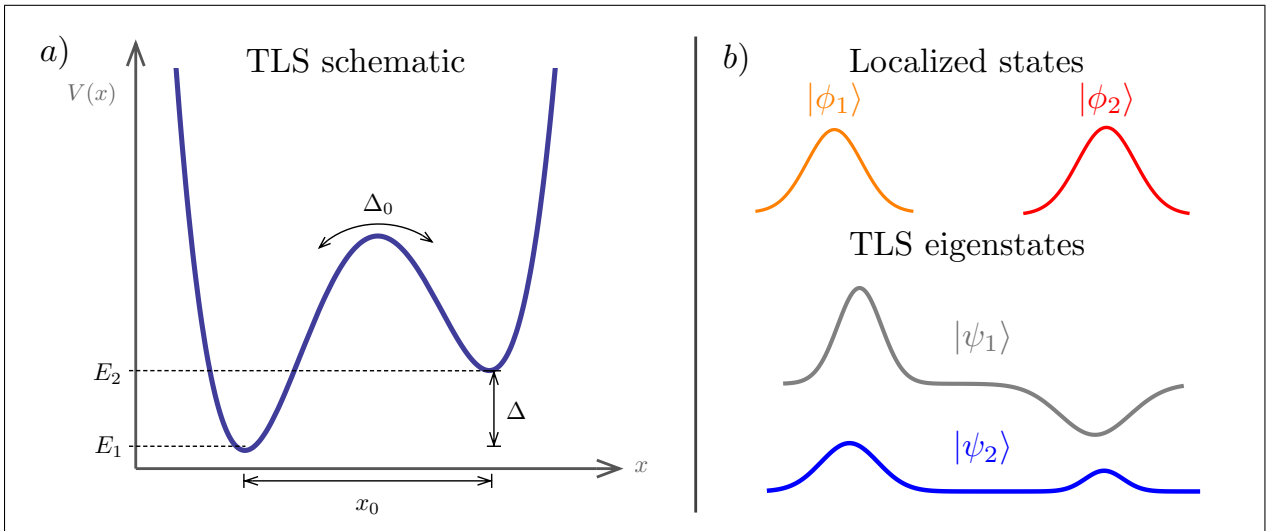 a)
TLS schematic
V(x)
Δ₀
E₂
Δ
E₁
x
x₀
b)
Localized states
|ϕ₁⟩
|ϕ₂⟩
TLS eigenstates
|ψ₁⟩
|ψ₂⟩